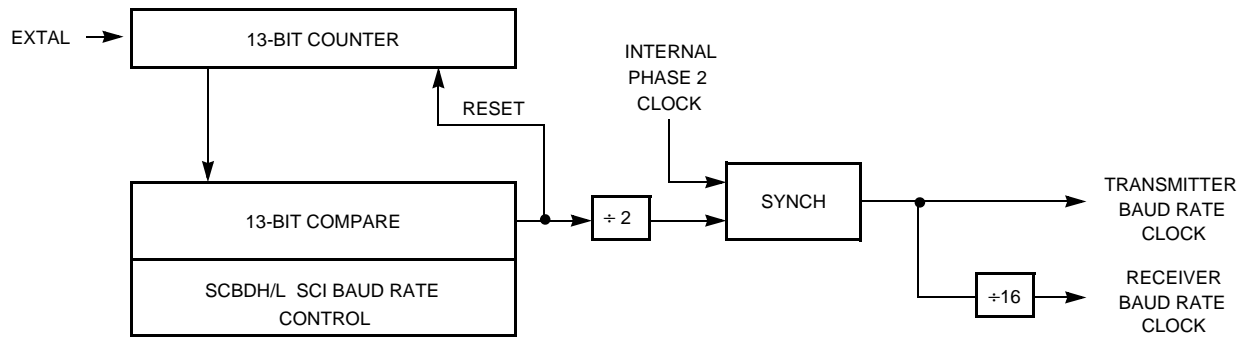 EXTAL
13-BIT COUNTER
INTERNAL
PHASE 2
CLOCK
RESET
13-BIT COMPARE
÷ 2
SYNCH
TRANSMITTER
BAUD RATE
CLOCK
SCBDH/L SCI BAUD RATE
CONTROL
÷16
RECEIVER
BAUD RATE
CLOCK